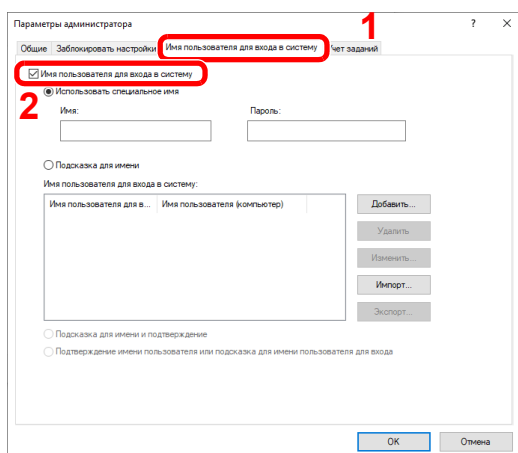 1
Параметры администратора
?
Общие Заблокировать настройки Имя пользователя для входа в систему Учет заданий
Имя пользователя для входа в систему
2
Использовать специальное имя
Имя: Пароль:
Подсказка для имени
Имя пользователя для входа в систему:
Имя пользователя для в... Имя пользователя (компьютер)
Добавить...
Удалить
Изменить...
Импорт...
Экспорт...
Подсказка для имени и подтверждение
Подтверждение имени пользователя или подсказка для имени пользователя для входа
OK Отмена